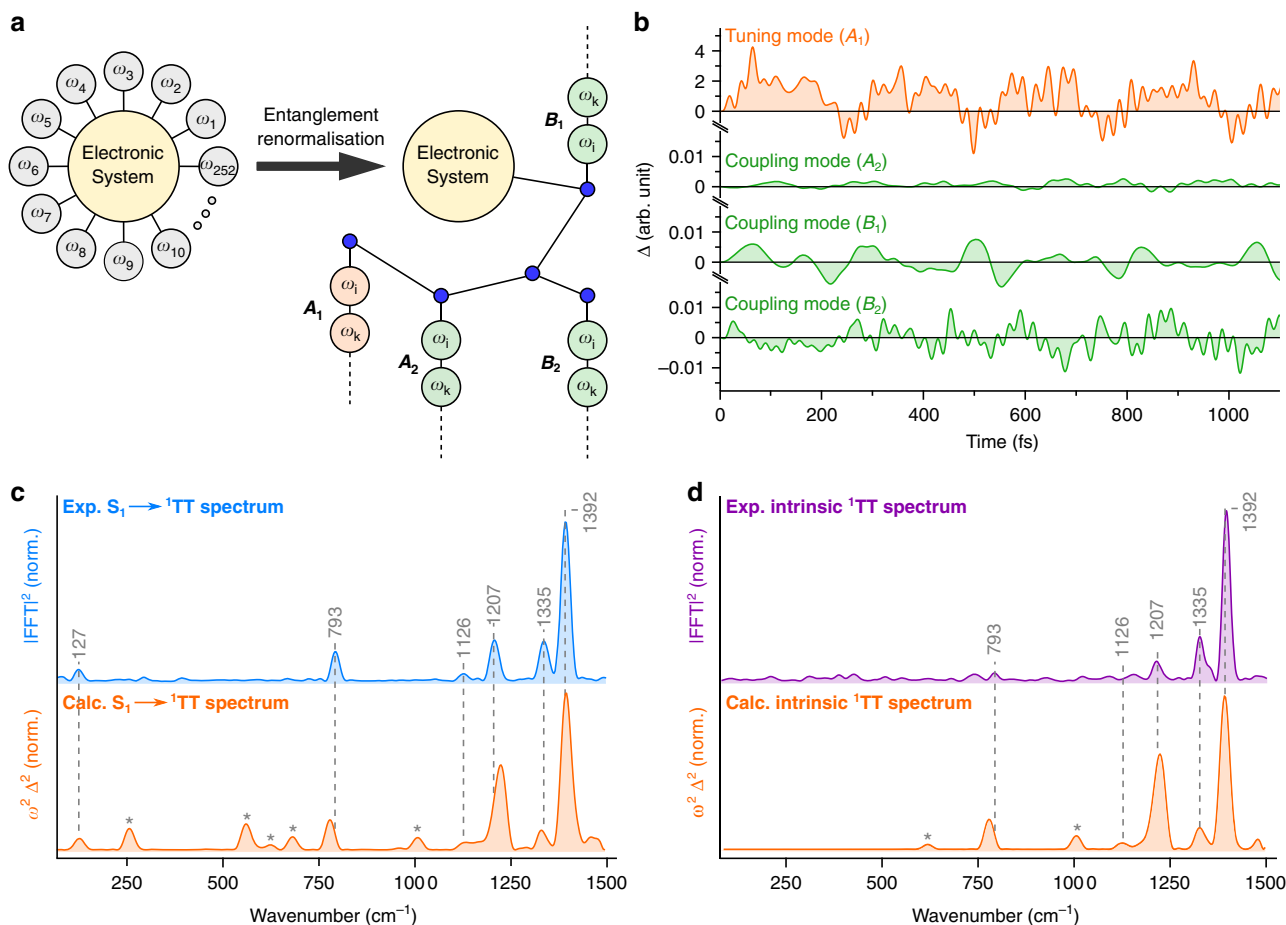 a
ω3
ω4
ω2
ω5
ω1
ω6
Electronic
System
ω252
ω7
ω8
ω9
ω10
Entanglement
renormalisation
Electronic
System
B1
ωk
ωi
A1
ωi
ωk
A2
ωi
ωk
B2
ωi
ωk
b
Tuning mode (A1)
4
2
0
Coupling mode (A2)
0.01
0
Coupling mode (B1)
0.01
0
Coupling mode (B2)
0.01
0
−0.01
Δ (arb. unit)
0 200 400 600 800 1000
Time (fs)
c
Exp. S1 → 1TT spectrum
|FFT|2 (norm.)
127
793
1126
1207
1335
1392
Calc. S1 → 1TT spectrum
ω2 Δ2 (norm.)
* * * * *
250 500 750 1000 1250 1500
Wavenumber (cm−1)
d
Exp. intrinsic 1TT spectrum
|FFT|2 (norm.)
793
1126
1207
1335
1392
Calc. intrinsic 1TT spectrum
ω2 Δ2 (norm.)
* *
250 500 750 1000 1250 1500
Wavenumber (cm−1)